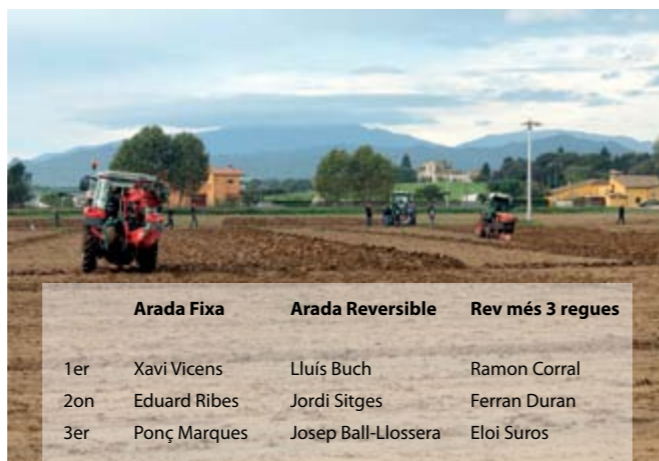 Arada Fixa Arada Reversible Rev més 3 regues
1er Xavi Vicens Lluís Buch Ramon Corral
2on Eduard Ribes Jordi Sitges Ferran Duran
3er Ponç Marques Josep Ball-Llossera Eloi Suros